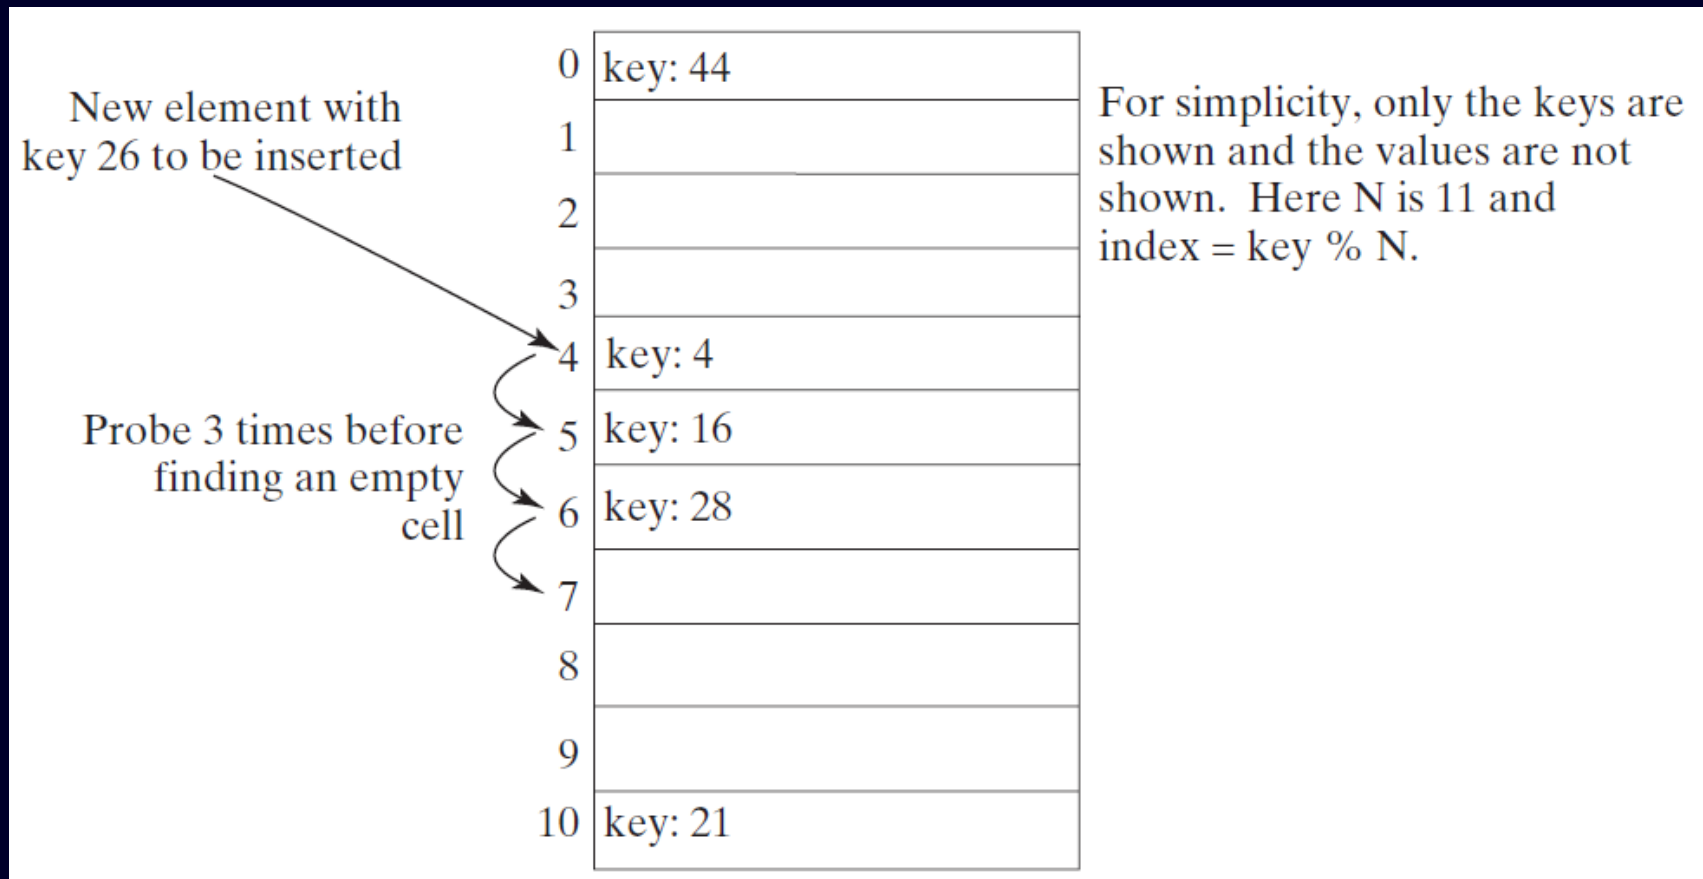 New element with
key 26 to be inserted
Probe 3 times before
finding an empty
cell
0 key: 44
1
2
3
4 key: 4
5 key: 16
6 key: 28
7
8
9
10 key: 21
For simplicity, only the keys are
shown and the values are not
shown. Here N is 11 and
index = key % N.